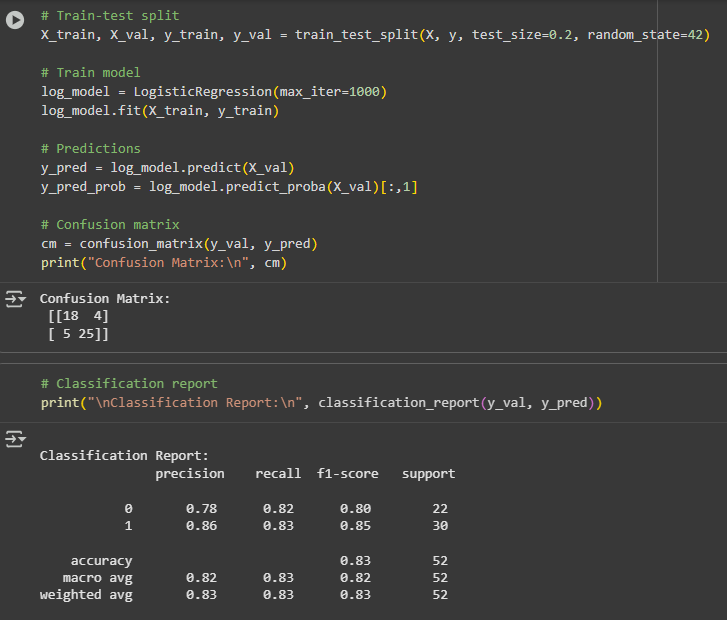 # Train-test split
X_train, X_val, y_train, y_val = train_test_split(X, y, test_size=0.2, random_state=42)
# Train model
log_model = LogisticRegression(max_iter=1000)
log_model.fit(X_train, y_train)
# Predictions
y_pred = log_model.predict(X_val)
y_pred_prob = log_model.predict_proba(X_val)[:,1]
# Confusion matrix
cm = confusion_matrix(y_val, y_pred)
print("Confusion Matrix:\n", cm)
Confusion Matrix:
[[18  4]
[ 5 25]]
# Classification report
print("\nClassification Report:\n", classification_report(y_val, y_pred))
Classification Report:
precision recall f1-score support
0 0.78 0.82 0.80 22
1 0.86 0.83 0.85 30
accuracy 0.83 52
macro avg 0.82 0.83 0.82 52
weighted avg 0.83 0.83 0.83 52